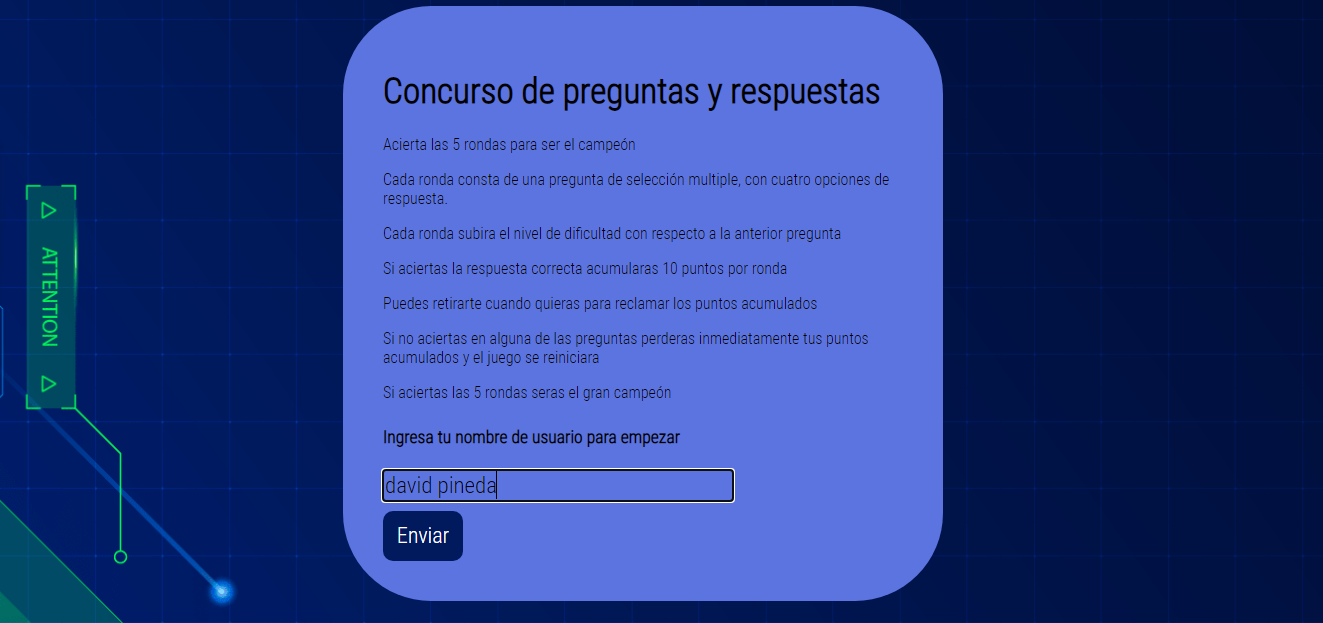 Concurso de preguntas y respuestas
Acierta las 5 rondas para ser el campeón
Cada ronda consta de una pregunta de selección multiple, con cuatro opciones de
respuesta.
Cada ronda subira el nivel de dificultad con respecto a la anterior pregunta
Si aciertas la respuesta correcta acumularas 10 puntos por ronda
Puedes retirarte cuando quieras para reclamar los puntos acumulados
Si no aciertas en alguna de las preguntas perderas inmediatamente tus puntos
acumulados y el juego se reiniciara
Si aciertas las 5 rondas seras el gran campeón
Ingresa tu nombre de usuario para empezar
david pineda
Enviar
ATTENTION